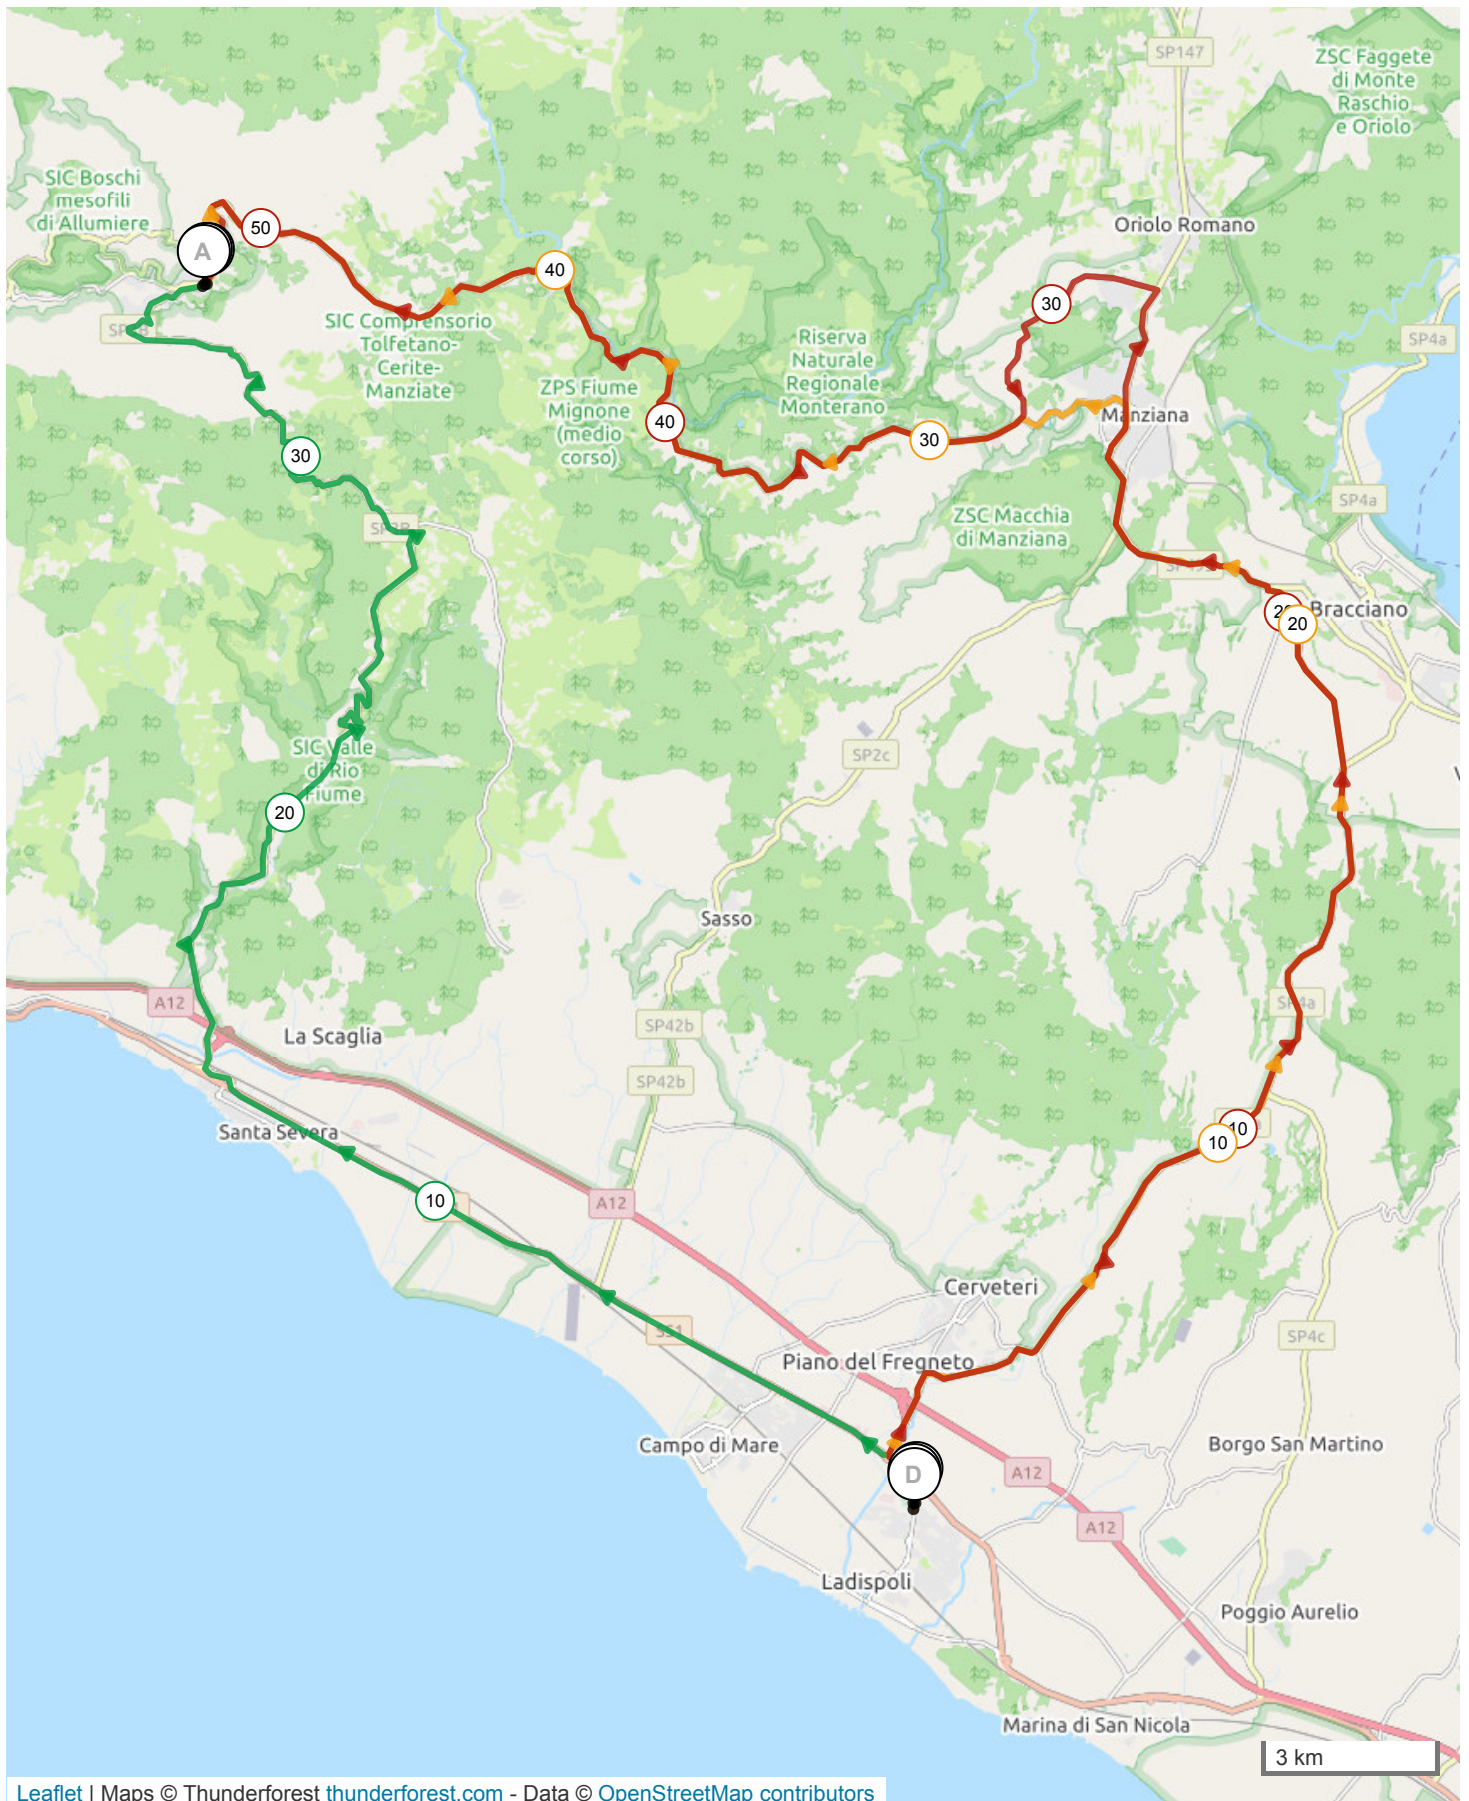 SP147
ZSC Faggete
di Monte
Raschio
e Oriolo
SIC Boschi
mesofili
di Allumiere
Oriolo Romano
50
A
40
30
SIC Comprensorio
Tolfetano-
Cerite-
Manziate
Riserva
Naturale
Regionale
Monterano
SP4a
ZPS Fiume
Mignone
(medio
corso)
40
Manziana
30
30
SP4a
ZSC Macchia
di Manziana
Bracciano
20
SP2c
SIC Valle
di Rio
Fiume
20
Sasso
A12
SP4a
La Scaglia
SP42b
SP42b
Santa Severa
10
10
10
A12
Cerveteri
SS1
SP4c
Piano del Fregneto
Campo di Mare
Borgo San Martino
D
A12
A12
Ladispoli
Poggio Aurelio
Marina di San Nicola
3 km
Leaflet | Maps © Thunderforest thunderforest.com - Data © OpenStreetMap contributors